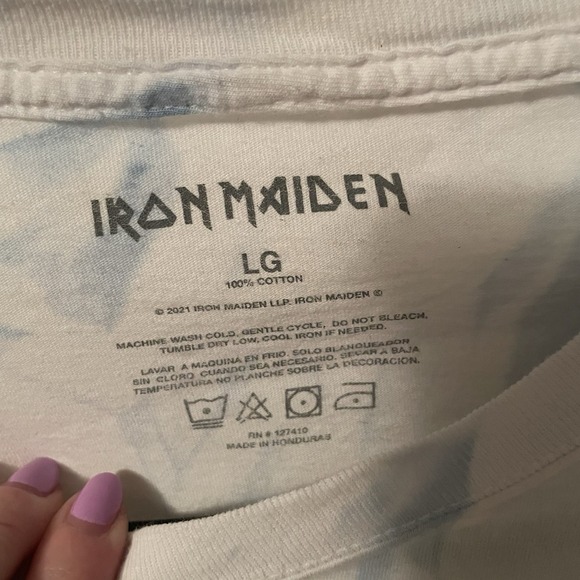 IRON MAIDEN
LG
100% COTTON
© 2021 IRON MAIDEN LLP. IRON MAIDEN ®
MACHINE WASH COLD, GENTLE CYCLE, DO NOT BLEACH,
TUMBLE DRY LOW, COOL IRON IF NEEDED.
LAVAR A MAQUINA EN FRIO. SOLO BLANQUEADOR
SIN CLORO CUANDO SEA NECESARIO. SECAR A BAJA
TEMPERATURA NO PLANCHE SOBRE LA DECORACION.
RN # 127410
MADE IN HONDURAS